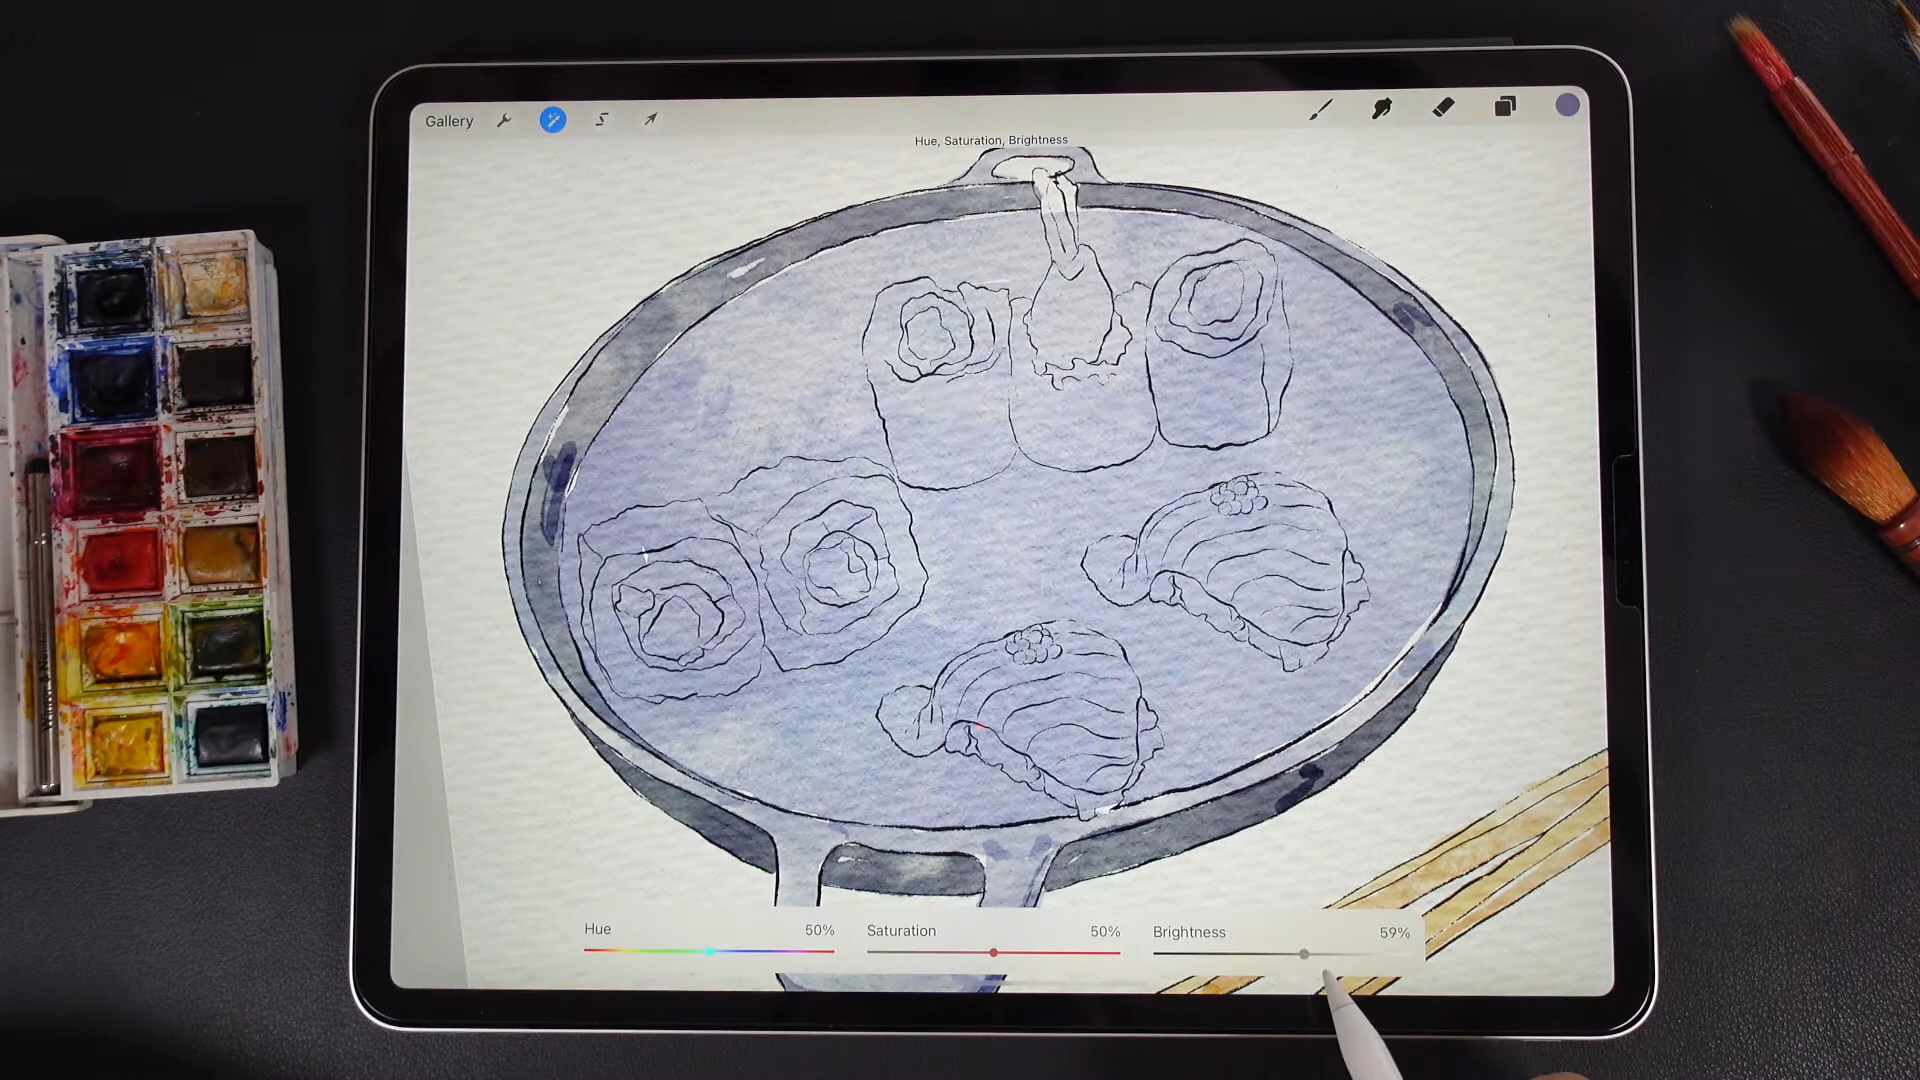 Gallery
Hue, Saturation, Brightness
Hue 50% Saturation 50% Brightness 59%